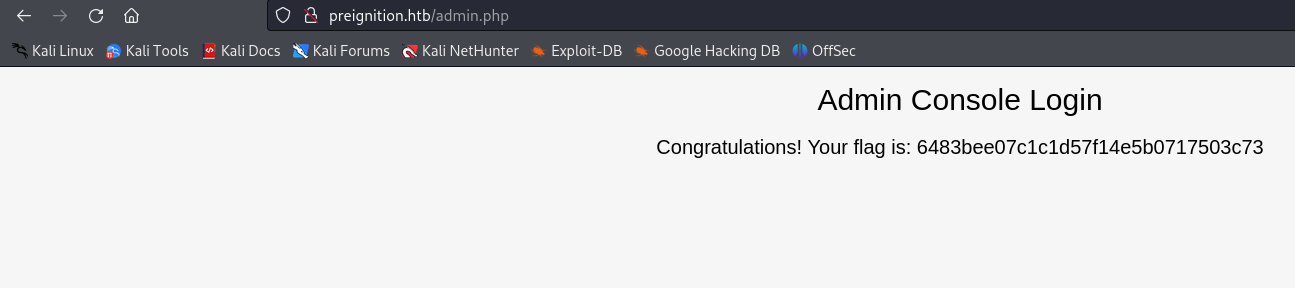 preignition.htb/admin.php
Kali Linux Kali Tools Kali Docs Kali Forums Kali NetHunter Exploit-DB Google Hacking DB OffSec
Admin Console Login
Congratulations! Your flag is: 6483bee07c1c1d57f14e5b0717503c73